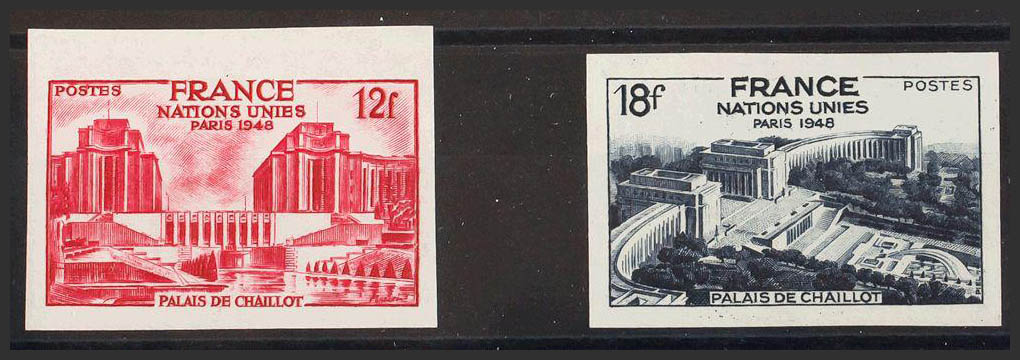 POSTES
FRANCE
NATIONS UNIES
PARIS 1948
12f
PALAIS DE CHAILLOT
18f
FRANCE
NATIONS UNIES
PARIS 1948
POSTES
PALAIS DE CHAILLOT